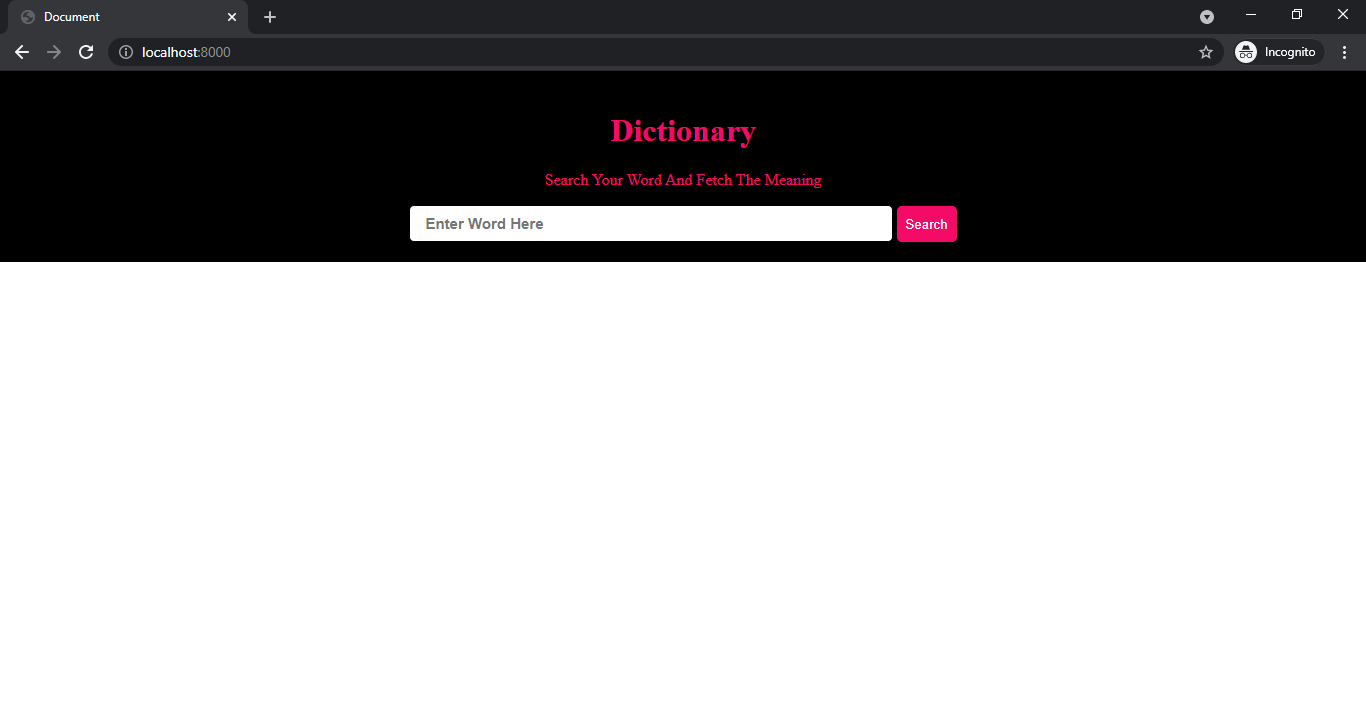 Document
localhost:8000
Incognito
Dictionary
Search Your Word And Fetch The Meaning
Enter Word Here
Search